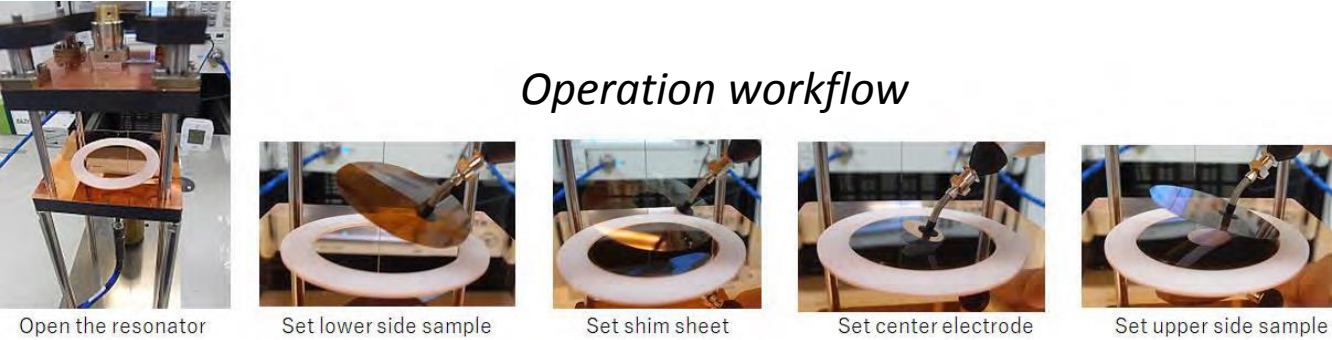 Operation workflow
Open the resonator
Set lower side sample
Set shim sheet
Set center electrode
Set upper side sample